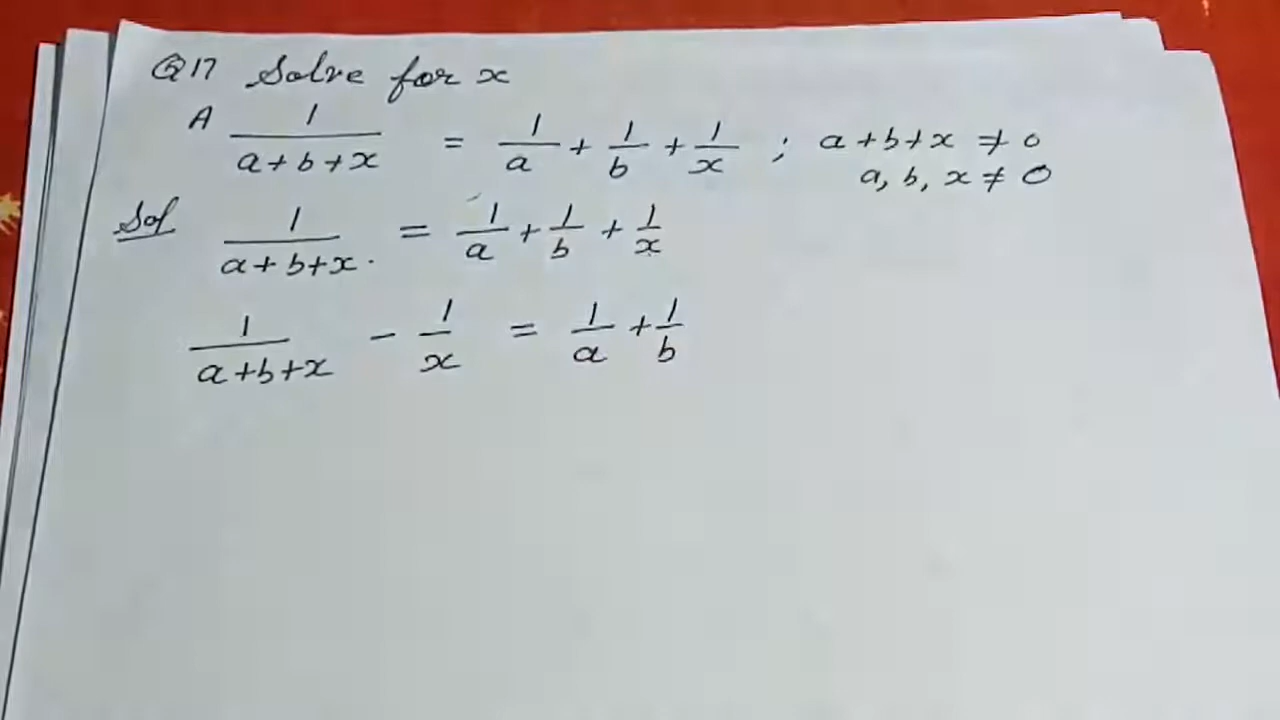 Q17 Solve for x
A 1/(a+b+x) = 1/a + 1/b + 1/x ; a+b+x ≠ 0
a, b, x ≠ 0
Sol 1/(a+b+x). = 1/a + 1/b + 1/x
1/(a+b+x) - 1/x = 1/a + 1/b